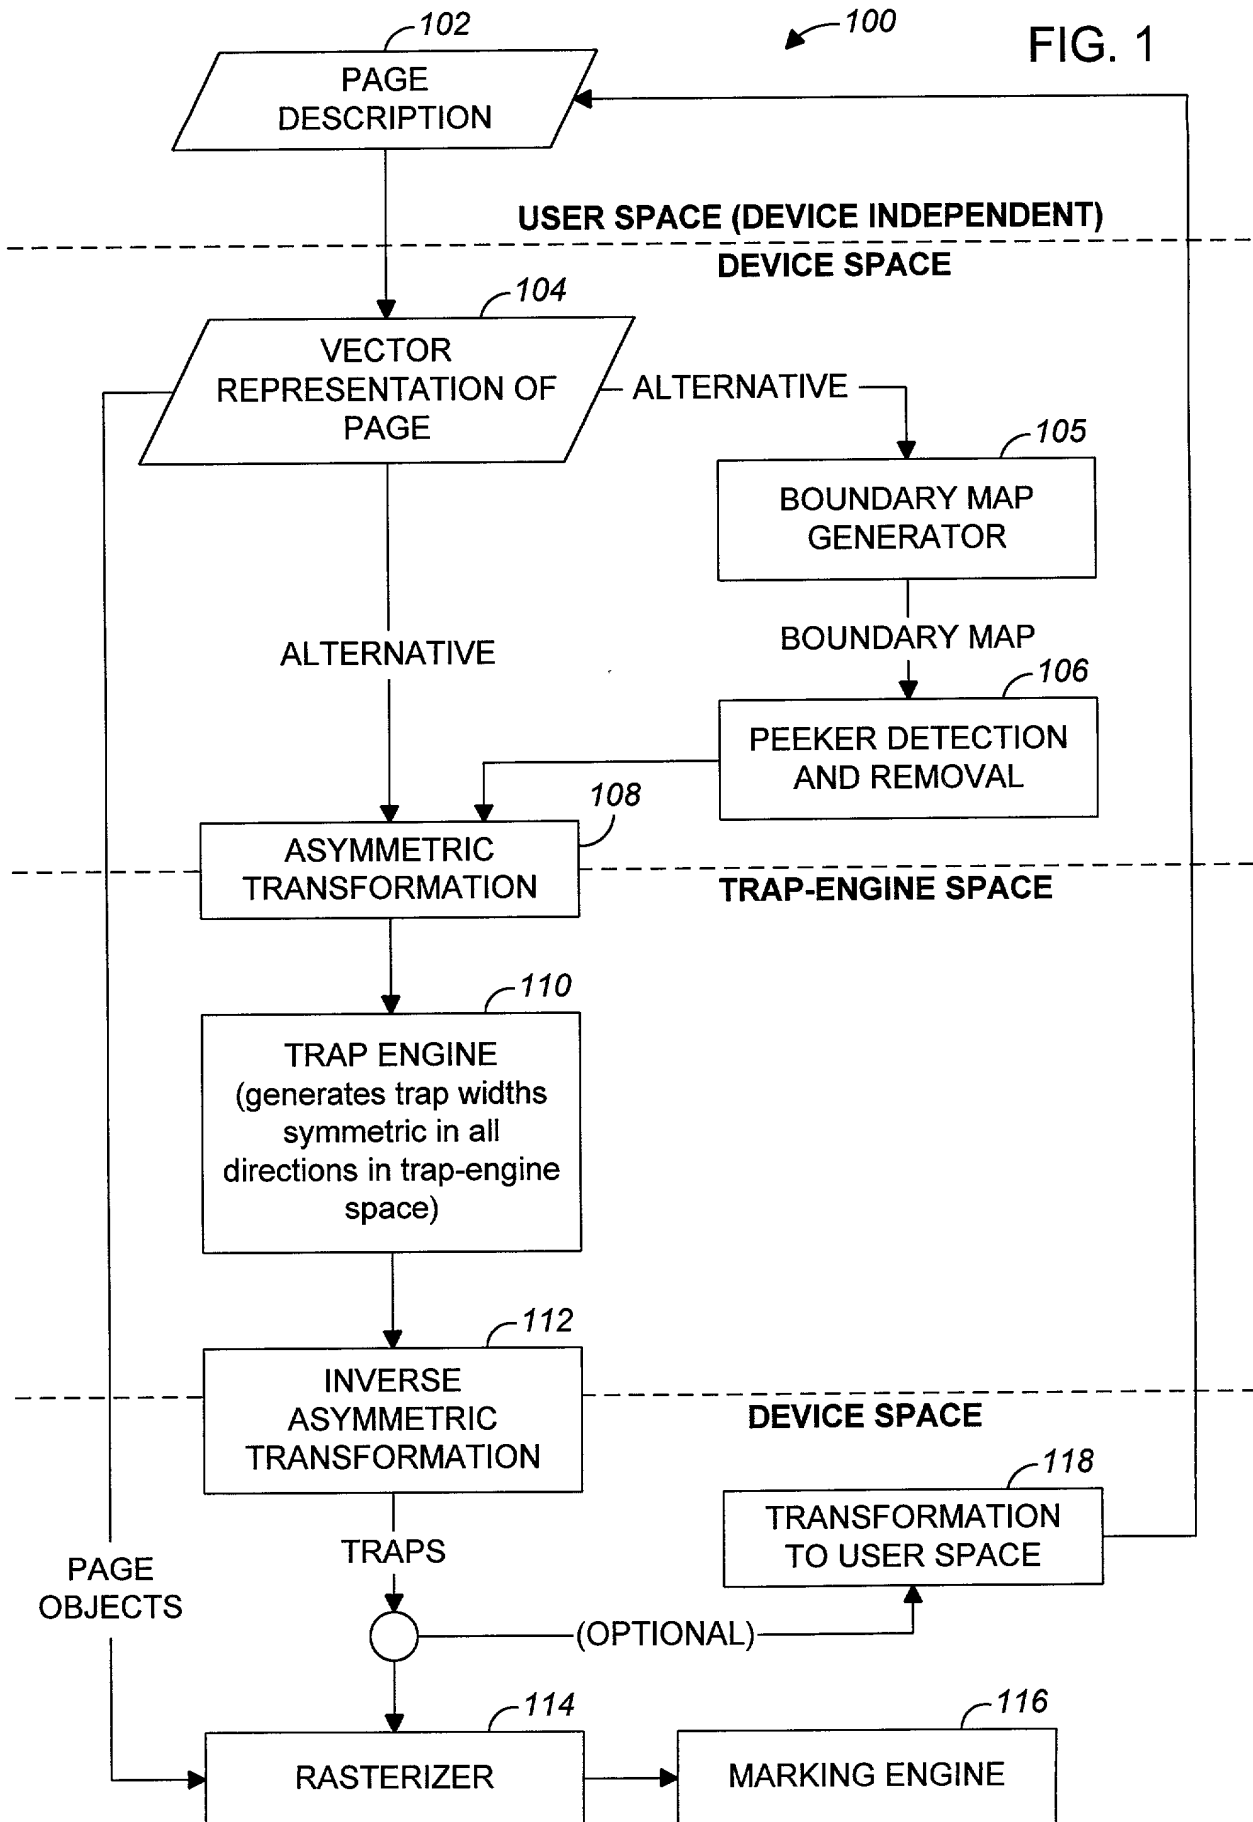 102
100
FIG. 1
PAGE
DESCRIPTION
USER SPACE (DEVICE INDEPENDENT)
DEVICE SPACE
104
VECTOR
REPRESENTATION OF
PAGE
ALTERNATIVE
105
BOUNDARY MAP
GENERATOR
BOUNDARY MAP
ALTERNATIVE
106
PEEKER DETECTION
AND REMOVAL
108
ASYMMETRIC
TRANSFORMATION
TRAP-ENGINE SPACE
110
TRAP ENGINE
(generates trap widths
symmetric in all
directions in trap-engine
space)
112
INVERSE
ASYMMETRIC
TRANSFORMATION
DEVICE SPACE
118
TRANSFORMATION
TO USER SPACE
TRAPS
PAGE
OBJECTS
(OPTIONAL)
114
RASTERIZER
116
MARKING ENGINE